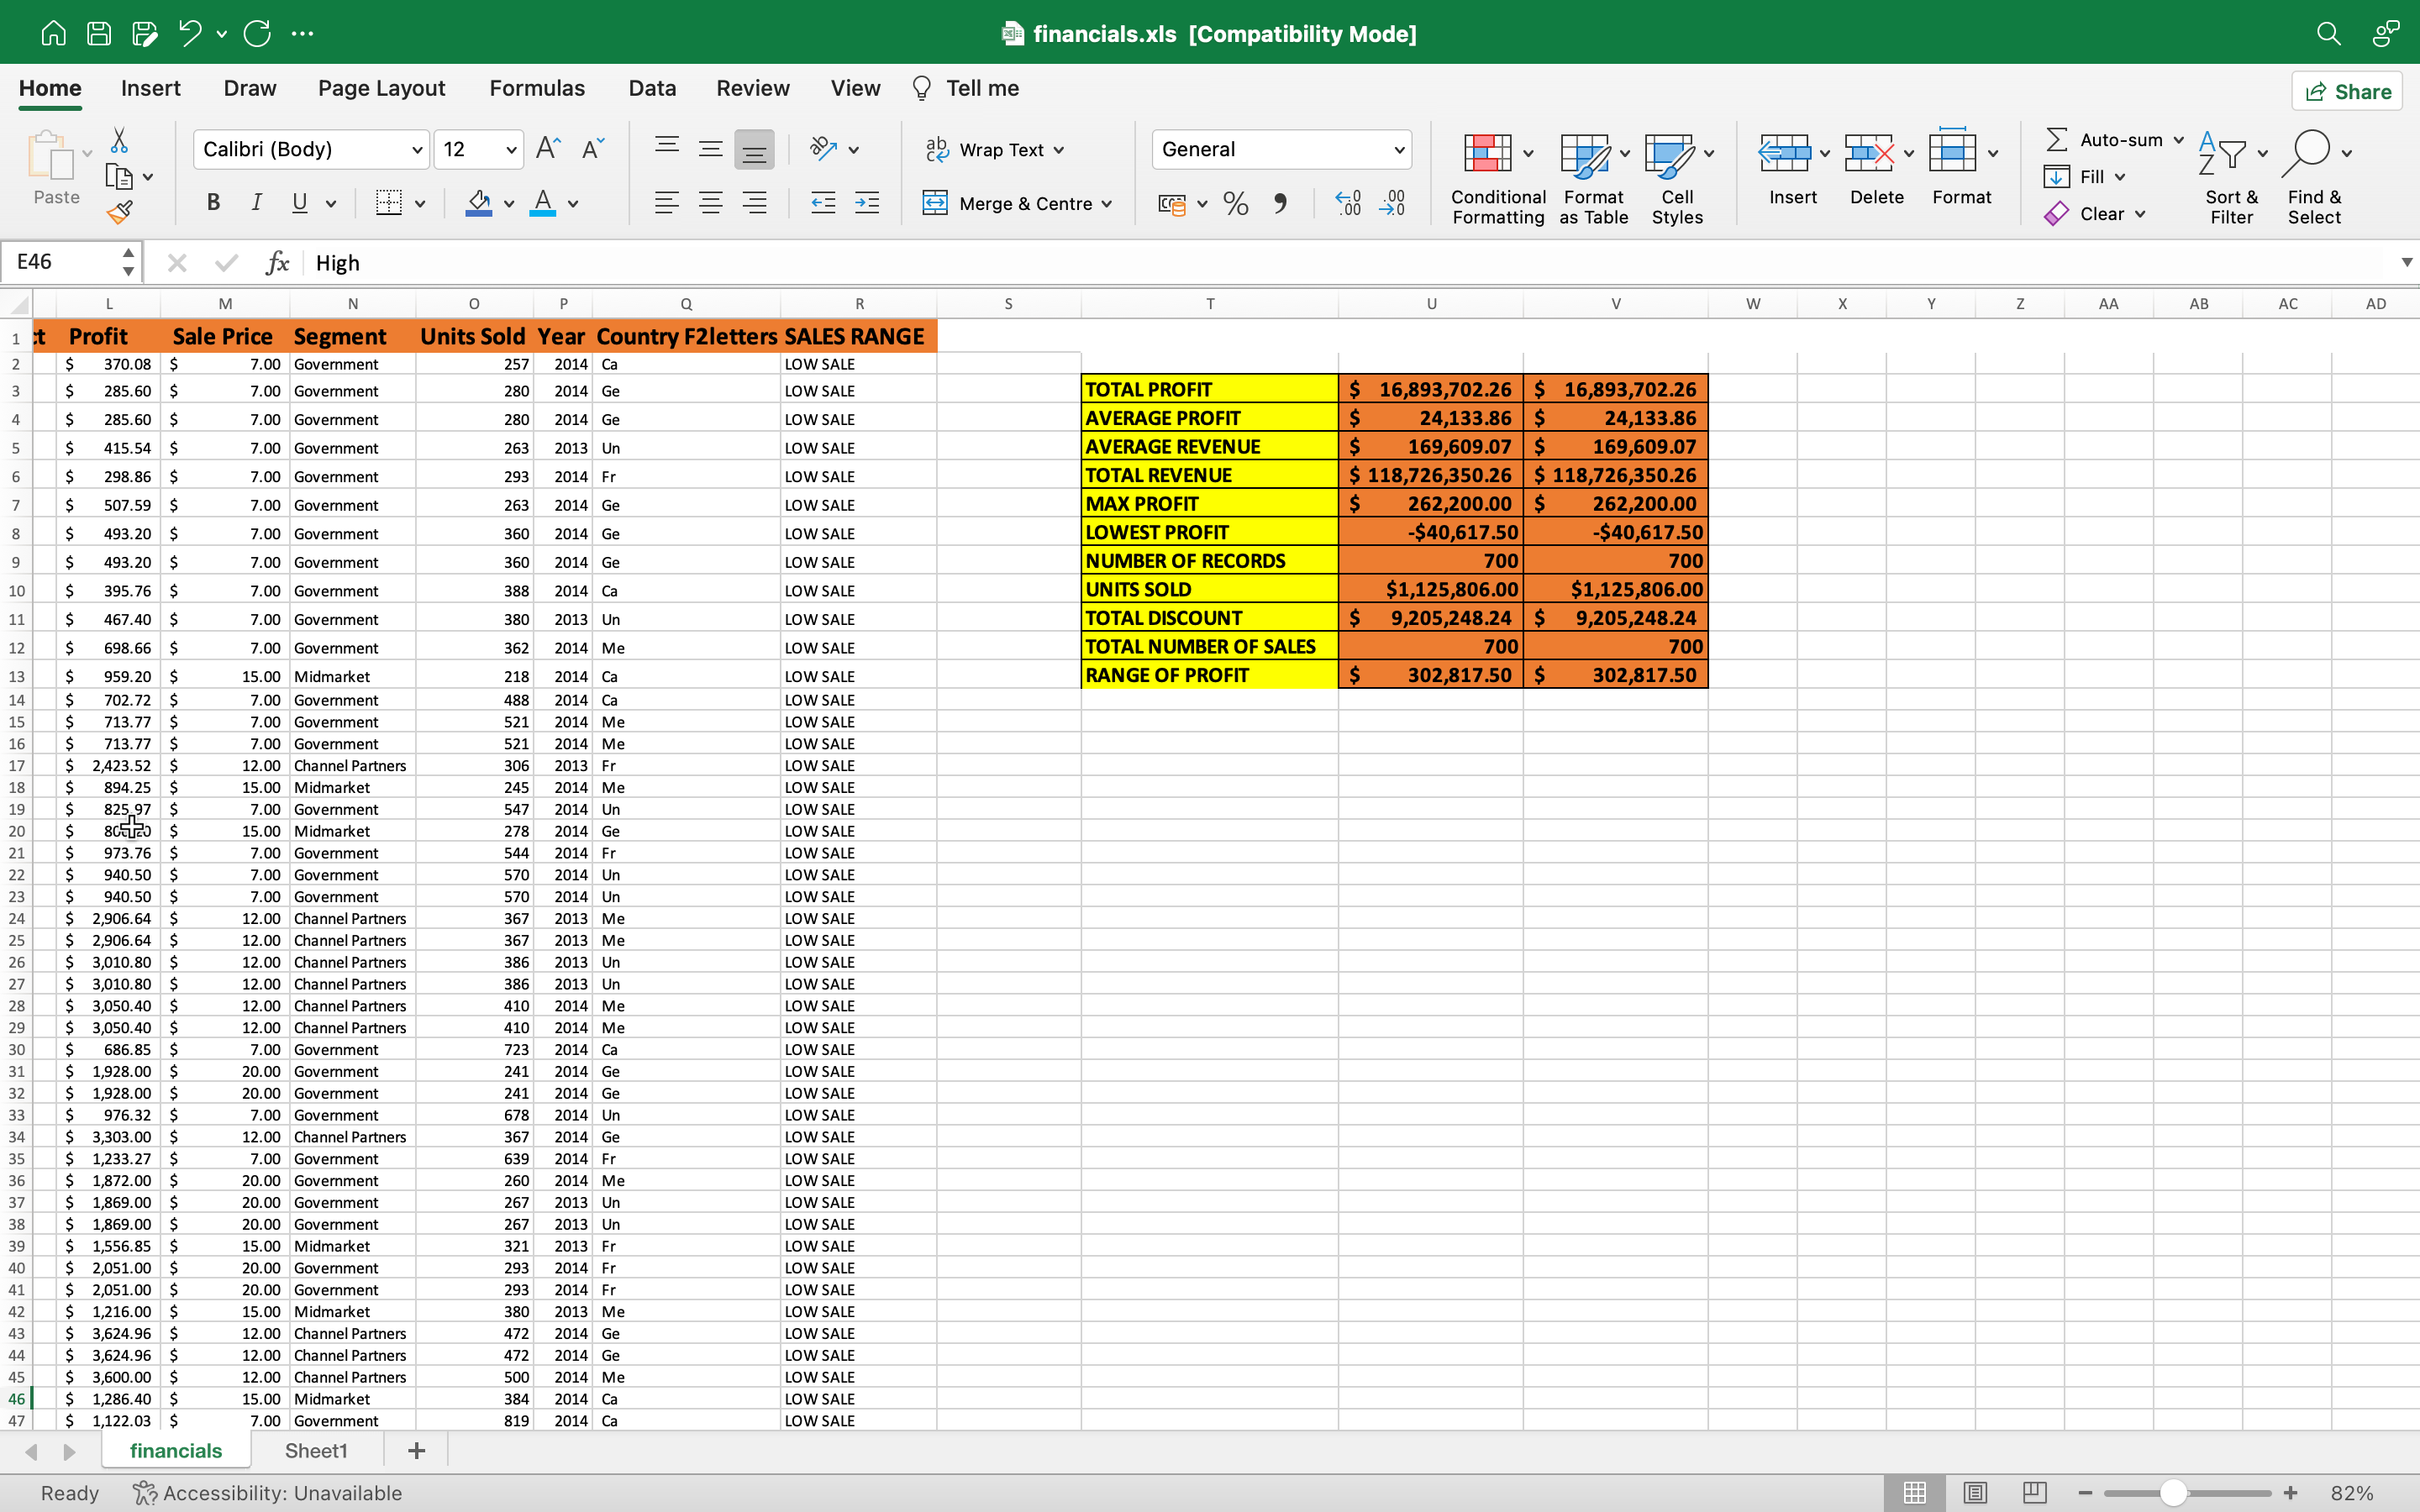 financials.xls [Compatibility Mode]
Home Insert Draw Page Layout Formulas Data Review View Tell me Share
Paste Calibri (Body) 12 Wrap Text General Auto-sum
Merge & Centre Conditional Formatting Format as Table Cell Styles Insert Delete Format Fill Clear Sort & Filter Find & Select
E46 fx High
L M N O P Q R S T U V W X Y Z AA AB AC AD
1 ct Profit Sale Price Segment Units Sold Year Country F2letters SALES RANGE
2 $ 370.08 $ 7.00 Government 257 2014 Ca LOW SALE
3 $ 285.60 $ 7.00 Government 280 2014 Ge LOW SALE TOTAL PROFIT $ 16,893,702.26 $ 16,893,702.26
4 $ 285.60 $ 7.00 Government 280 2014 Ge LOW SALE AVERAGE PROFIT $ 24,133.86 $ 24,133.86
5 $ 415.54 $ 7.00 Government 263 2013 Un LOW SALE AVERAGE REVENUE $ 169,609.07 $ 169,609.07
6 $ 298.86 $ 7.00 Government 293 2014 Fr LOW SALE TOTAL REVENUE $ 118,726,350.26 $ 118,726,350.26
7 $ 507.59 $ 7.00 Government 263 2014 Ge LOW SALE MAX PROFIT $ 262,200.00 $ 262,200.00
8 $ 493.20 $ 7.00 Government 360 2014 Ge LOW SALE LOWEST PROFIT -$40,617.50 -$40,617.50
9 $ 493.20 $ 7.00 Government 360 2014 Ge LOW SALE NUMBER OF RECORDS 700 700
10 $ 395.76 $ 7.00 Government 388 2014 Ca LOW SALE UNITS SOLD $1,125,806.00 $1,125,806.00
11 $ 467.40 $ 7.00 Government 380 2013 Un LOW SALE TOTAL DISCOUNT $ 9,205,248.24 $ 9,205,248.24
12 $ 698.66 $ 7.00 Government 362 2014 Me LOW SALE TOTAL NUMBER OF SALES 700 700
13 $ 959.20 $ 15.00 Midmarket 218 2014 Ca LOW SALE RANGE OF PROFIT $ 302,817.50 $ 302,817.50
14 $ 702.72 $ 7.00 Government 488 2014 Ca LOW SALE
15 $ 713.77 $ 7.00 Government 521 2014 Me LOW SALE
16 $ 713.77 $ 7.00 Government 521 2014 Me LOW SALE
17 $ 2,423.52 $ 12.00 Channel Partners 306 2013 Fr LOW SALE
18 $ 894.25 $ 15.00 Midmarket 245 2014 Me LOW SALE
19 $ 825.97 $ 7.00 Government 547 2014 Un LOW SALE
20 $ $ 15.00 Midmarket 278 2014 Ge LOW SALE
21 $ 973.76 $ 7.00 Government 544 2014 Fr LOW SALE
22 $ 940.50 $ 7.00 Government 570 2014 Un LOW SALE
23 $ 940.50 $ 7.00 Government 570 2014 Un LOW SALE
24 $ 2,906.64 $ 12.00 Channel Partners 367 2013 Me LOW SALE
25 $ 2,906.64 $ 12.00 Channel Partners 367 2013 Me LOW SALE
26 $ 3,010.80 $ 12.00 Channel Partners 386 2013 Un LOW SALE
27 $ 3,010.80 $ 12.00 Channel Partners 386 2013 Un LOW SALE
28 $ 3,050.40 $ 12.00 Channel Partners 410 2014 Me LOW SALE
29 $ 3,050.40 $ 12.00 Channel Partners 410 2014 Me LOW SALE
30 $ 686.85 $ 7.00 Government 723 2014 Ca LOW SALE
31 $ 1,928.00 $ 20.00 Government 241 2014 Ge LOW SALE
32 $ 1,928.00 $ 20.00 Government 241 2014 Ge LOW SALE
33 $ 976.32 $ 7.00 Government 678 2014 Un LOW SALE
34 $ 3,303.00 $ 12.00 Channel Partners 367 2014 Ge LOW SALE
35 $ 1,233.27 $ 7.00 Government 639 2014 Fr LOW SALE
36 $ 1,872.00 $ 20.00 Government 260 2014 Me LOW SALE
37 $ 1,869.00 $ 20.00 Government 267 2013 Un LOW SALE
38 $ 1,869.00 $ 20.00 Government 267 2013 Un LOW SALE
39 $ 1,556.85 $ 15.00 Midmarket 321 2013 Fr LOW SALE
40 $ 2,051.00 $ 20.00 Government 293 2014 Fr LOW SALE
41 $ 2,051.00 $ 20.00 Government 293 2014 Fr LOW SALE
42 $ 1,216.00 $ 15.00 Midmarket 380 2013 Me LOW SALE
43 $ 3,624.96 $ 12.00 Channel Partners 472 2014 Ge LOW SALE
44 $ 3,624.96 $ 12.00 Channel Partners 472 2014 Ge LOW SALE
45 $ 3,600.00 $ 12.00 Channel Partners 500 2014 Me LOW SALE
46 $ 1,286.40 $ 15.00 Midmarket 384 2014 Ca LOW SALE
47 $ 1,122.03 $ 7.00 Government 819 2014 Ca LOW SALE
financials Sheet1 +
Ready Accessibility: Unavailable 82%